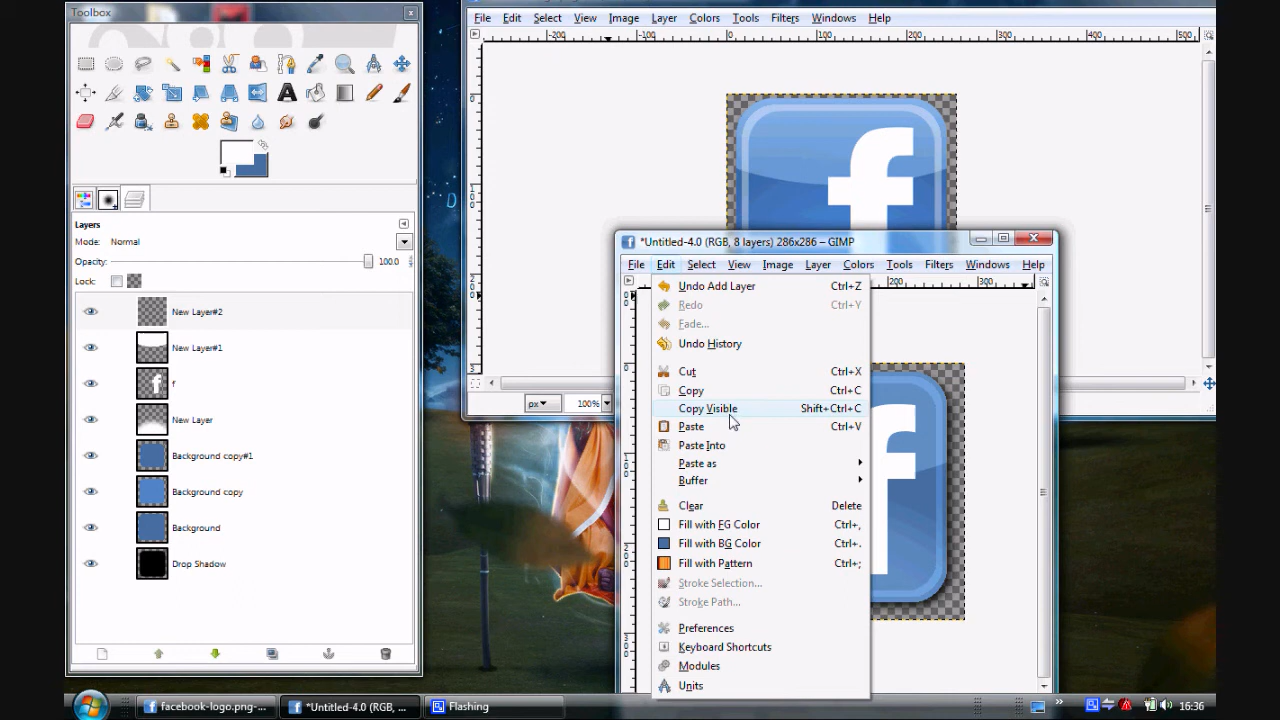 Toolbox
File Edit Select View Image Layer Colors Tools Filters Windows Help
-200 -100 0 100 200 300 400 500
f
Layers
Mode: Normal
Opacity: 100.0
Lock:
New Layer#2
New Layer#1
f
New Layer
Background copy#1
Background copy
Background
Drop Shadow
px 100%
*Untitled-4.0 (RGB, 8 layers) 286x286 – GIMP
File Edit Select View Image Layer Colors Tools Filters Windows Help
200 300
Undo Add Layer Ctrl+Z
Redo Ctrl+Y
Fade...
Undo History
Cut Ctrl+X
Copy Ctrl+C
Copy Visible Shift+Ctrl+C
Paste Ctrl+V
Paste Into
Paste as
Buffer
Clear Delete
Fill with FG Color Ctrl+,
Fill with BG Color Ctrl+.
Fill with Pattern Ctrl+;
Stroke Selection...
Stroke Path...
Preferences
Keyboard Shortcuts
Modules
Units
f
facebook-logo.png-...
*Untitled-4.0 (RGB, ...
Flashing
16:36